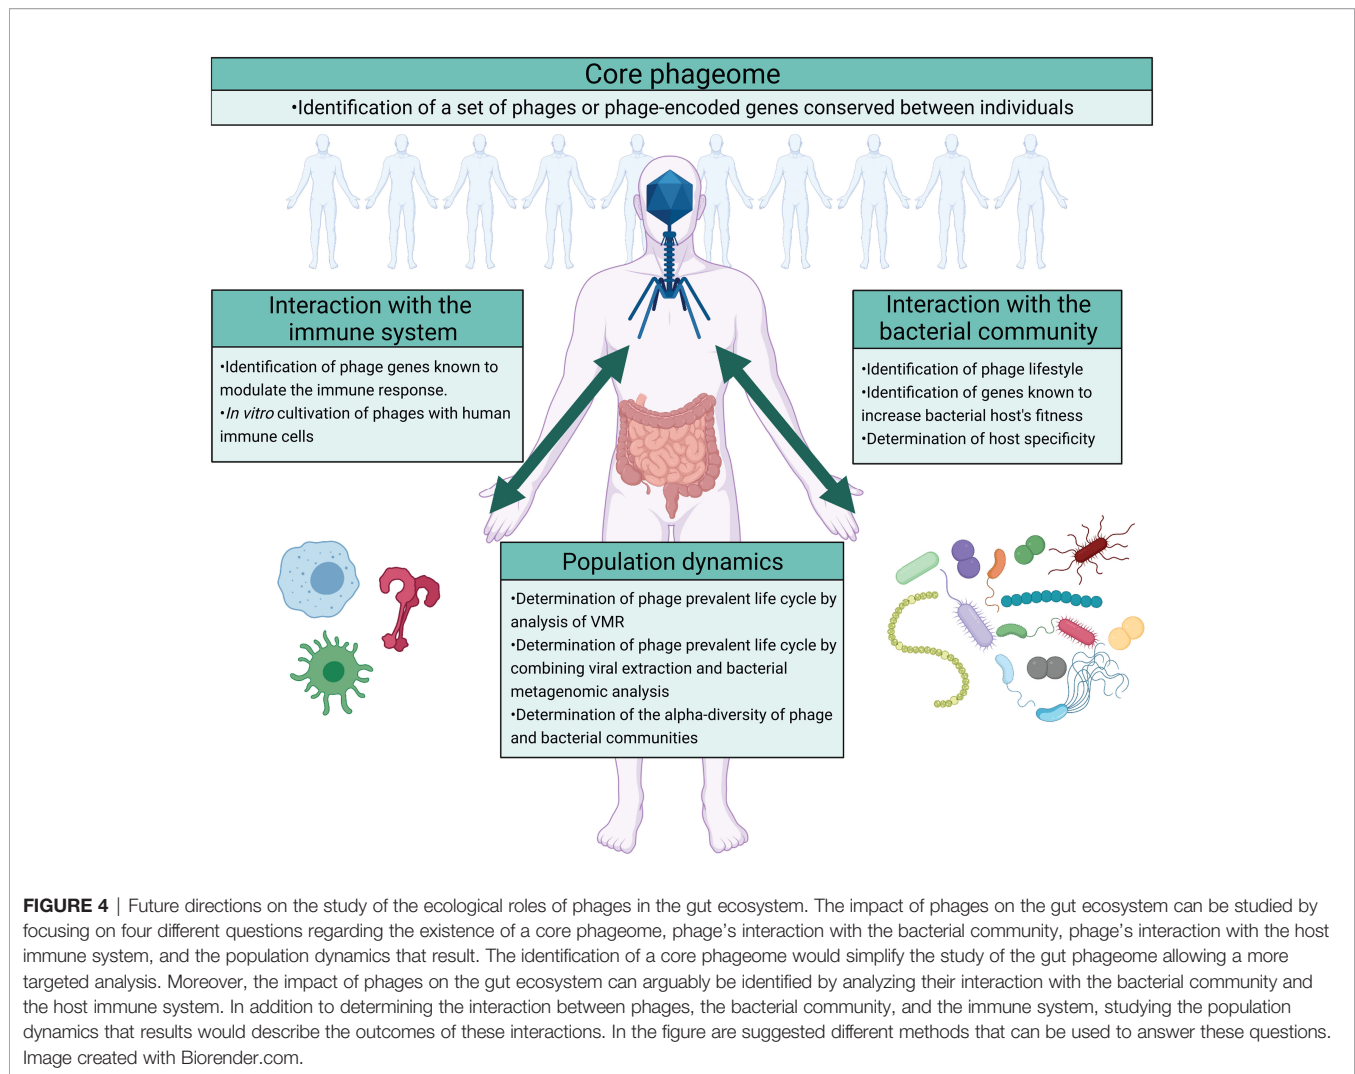 Core phageome
•Identification of a set of phages or phage-encoded genes conserved between individuals
Interaction with the
immune system
•Identification of phage genes known to
modulate the immune response.
•In vitro cultivation of phages with human
immune cells
Interaction with the
bacterial community
•Identification of phage lifestyle
•Identification of genes known to
increase bacterial host's fitness
•Determination of host specificity
Population dynamics
•Determination of phage prevalent life cycle by
analysis of VMR
•Determination of phage prevalent life cycle by
combining viral extraction and bacterial
metagenomic analysis
•Determination of the alpha-diversity of phage
and bacterial communities
FIGURE 4 | Future directions on the study of the ecological roles of phages in the gut ecosystem. The impact of phages on the gut ecosystem can be studied by
focusing on four different questions regarding the existence of a core phageome, phage’s interaction with the bacterial community, phage’s interaction with the host
immune system, and the population dynamics that result. The identification of a core phageome would simplify the study of the gut phageome allowing a more
targeted analysis. Moreover, the impact of phages on the gut ecosystem can arguably be identified by analyzing their interaction with the bacterial community and
the host immune system. In addition to determining the interaction between phages, the bacterial community, and the immune system, studying the population
dynamics that results would describe the outcomes of these interactions. In the figure are suggested different methods that can be used to answer these questions.
Image created with Biorender.com.